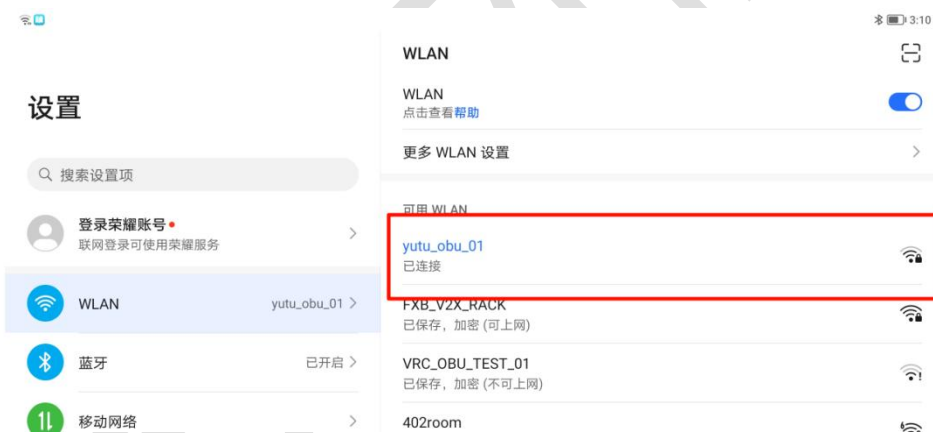 3:10
设置
搜索设置项
登录荣耀账号
联网登录可使用荣耀服务
WLAN
yutu_obu_01
蓝牙
已开启
移动网络
WLAN
WLAN
点击查看帮助
更多 WLAN 设置
可用 WLAN
yutu_obu_01
已连接
FXB_V2X_RACK
已保存，加密 (可上网)
VRC_OBU_TEST_01
已保存，加密 (不可上网)
402room